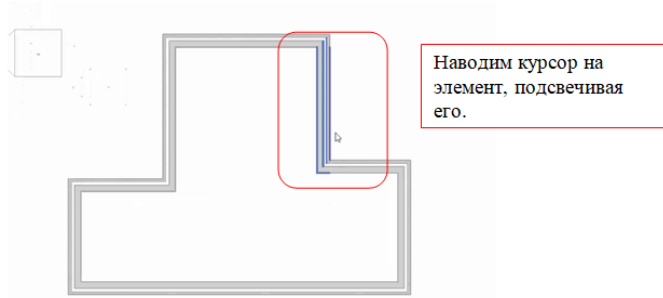 Наводим курсор на
элемент, подсвечивая
его.